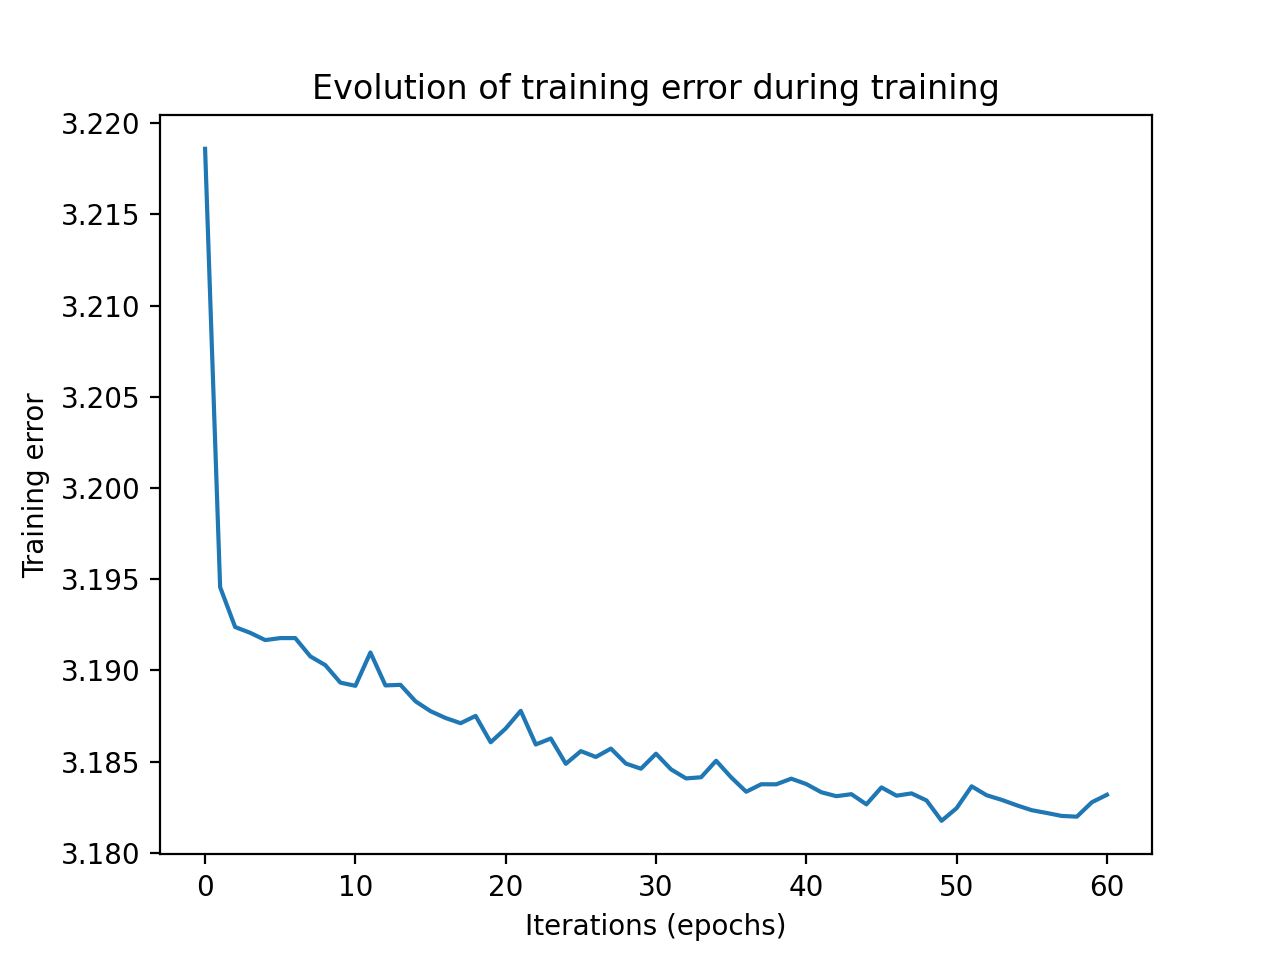 Evolution of training error during training
3.220
3.215
3.210
3.205
3.200
3.195
3.190
3.185
3.180
Training error
0 10 20 30 40 50 60
Iterations (epochs)